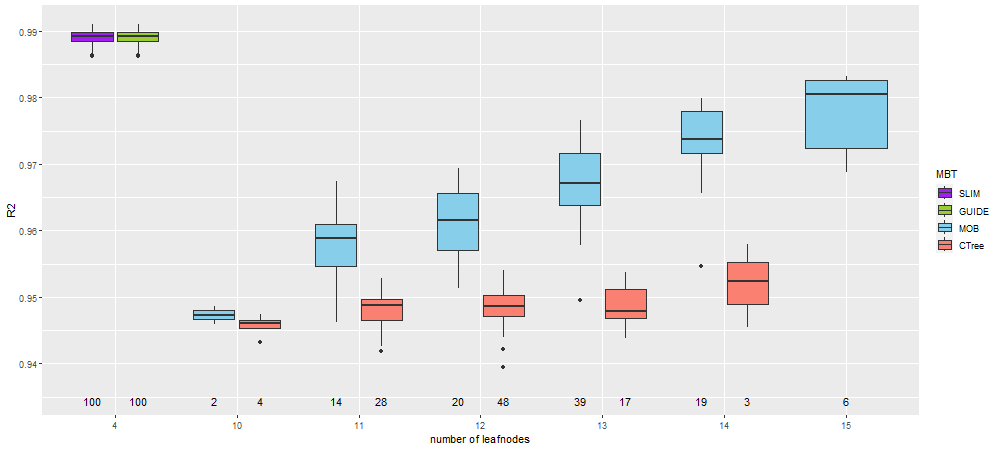 0.99
0.98
0.97
0.96
0.95
0.94
R2
100 100 2 4 14 28 20 48 39 17 19 3 6
4 10 11 12 13 14 15
number of leafnodes
MBT
SLIM
GUIDE
MOB
CTree